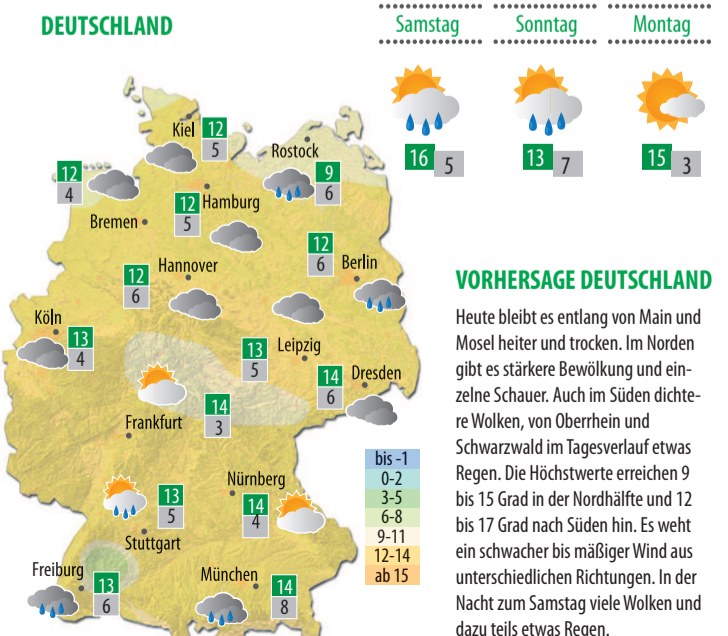 DEUTSCHLAND
Samstag Sonntag Montag
16 5 13 7 15 3
Kiel 12
5
Rostock
9
6
12
4
12
5
Hamburg
Bremen
12
6
Berlin
Hannover
12
6
Köln
13
4
13
5
Leipzig
14
6
Dresden
14
3
Frankfurt
13
5
Nürnberg
14
4
Stuttgart
Freiburg
13
6
München
14
8
bis -1
0-2
3-5
6-8
9-11
12-14
ab 15
VORHERSAGE DEUTSCHLAND
Heute bleibt es entlang von Main und
Mosel heiter und trocken. Im Norden
gibt es stärkere Bewölkung und ein-
zelne Schauer. Auch im Süden dichte-
re Wolken, von Oberrhein und
Schwarzwald im Tagesverlauf etwas
Regen. Die Höchstwerte erreichen 9
bis 15 Grad in der Nordhälfte und 12
bis 17 Grad nach Süden hin. Es weht
ein schwacher bis mäßiger Wind aus
unterschiedlichen Richtungen. In der
Nacht zum Samstag viele Wolken und
dazu teils etwas Regen.